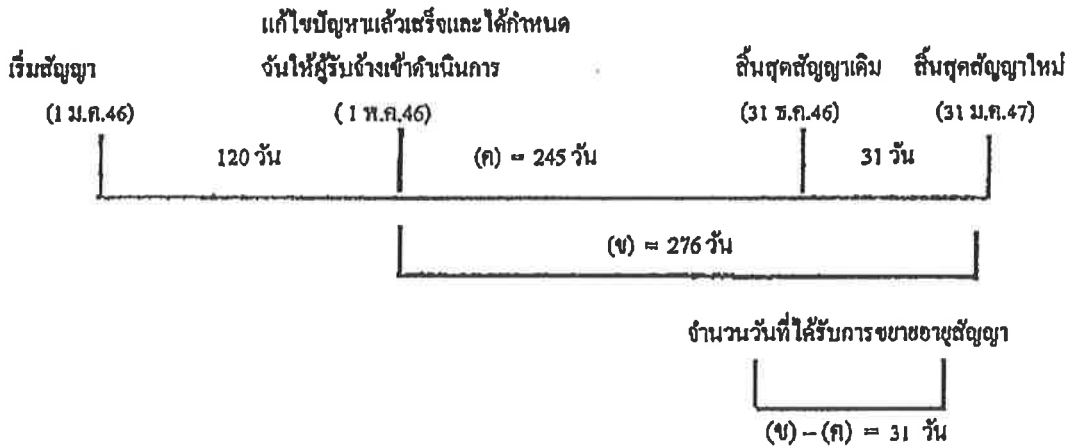 แก้ไขปัญหาแล้วเสร็จและได้กำหนด
เริ่มสัญญา วันให้ผู้รับจ้างเข้าดำเนินการ สิ้นสุดสัญญาเดิม สิ้นสุดสัญญาใหม่
(1 ม.ค.46) (1 พ.ค.46) (31 ธ.ค.46) (31 ม.ค.47)
120 วัน (ค) = 245 วัน 31 วัน
(ข) = 276 วัน
จำนวนวันที่ได้รับการขยายอายุสัญญา
(ข) – (ค) = 31 วัน